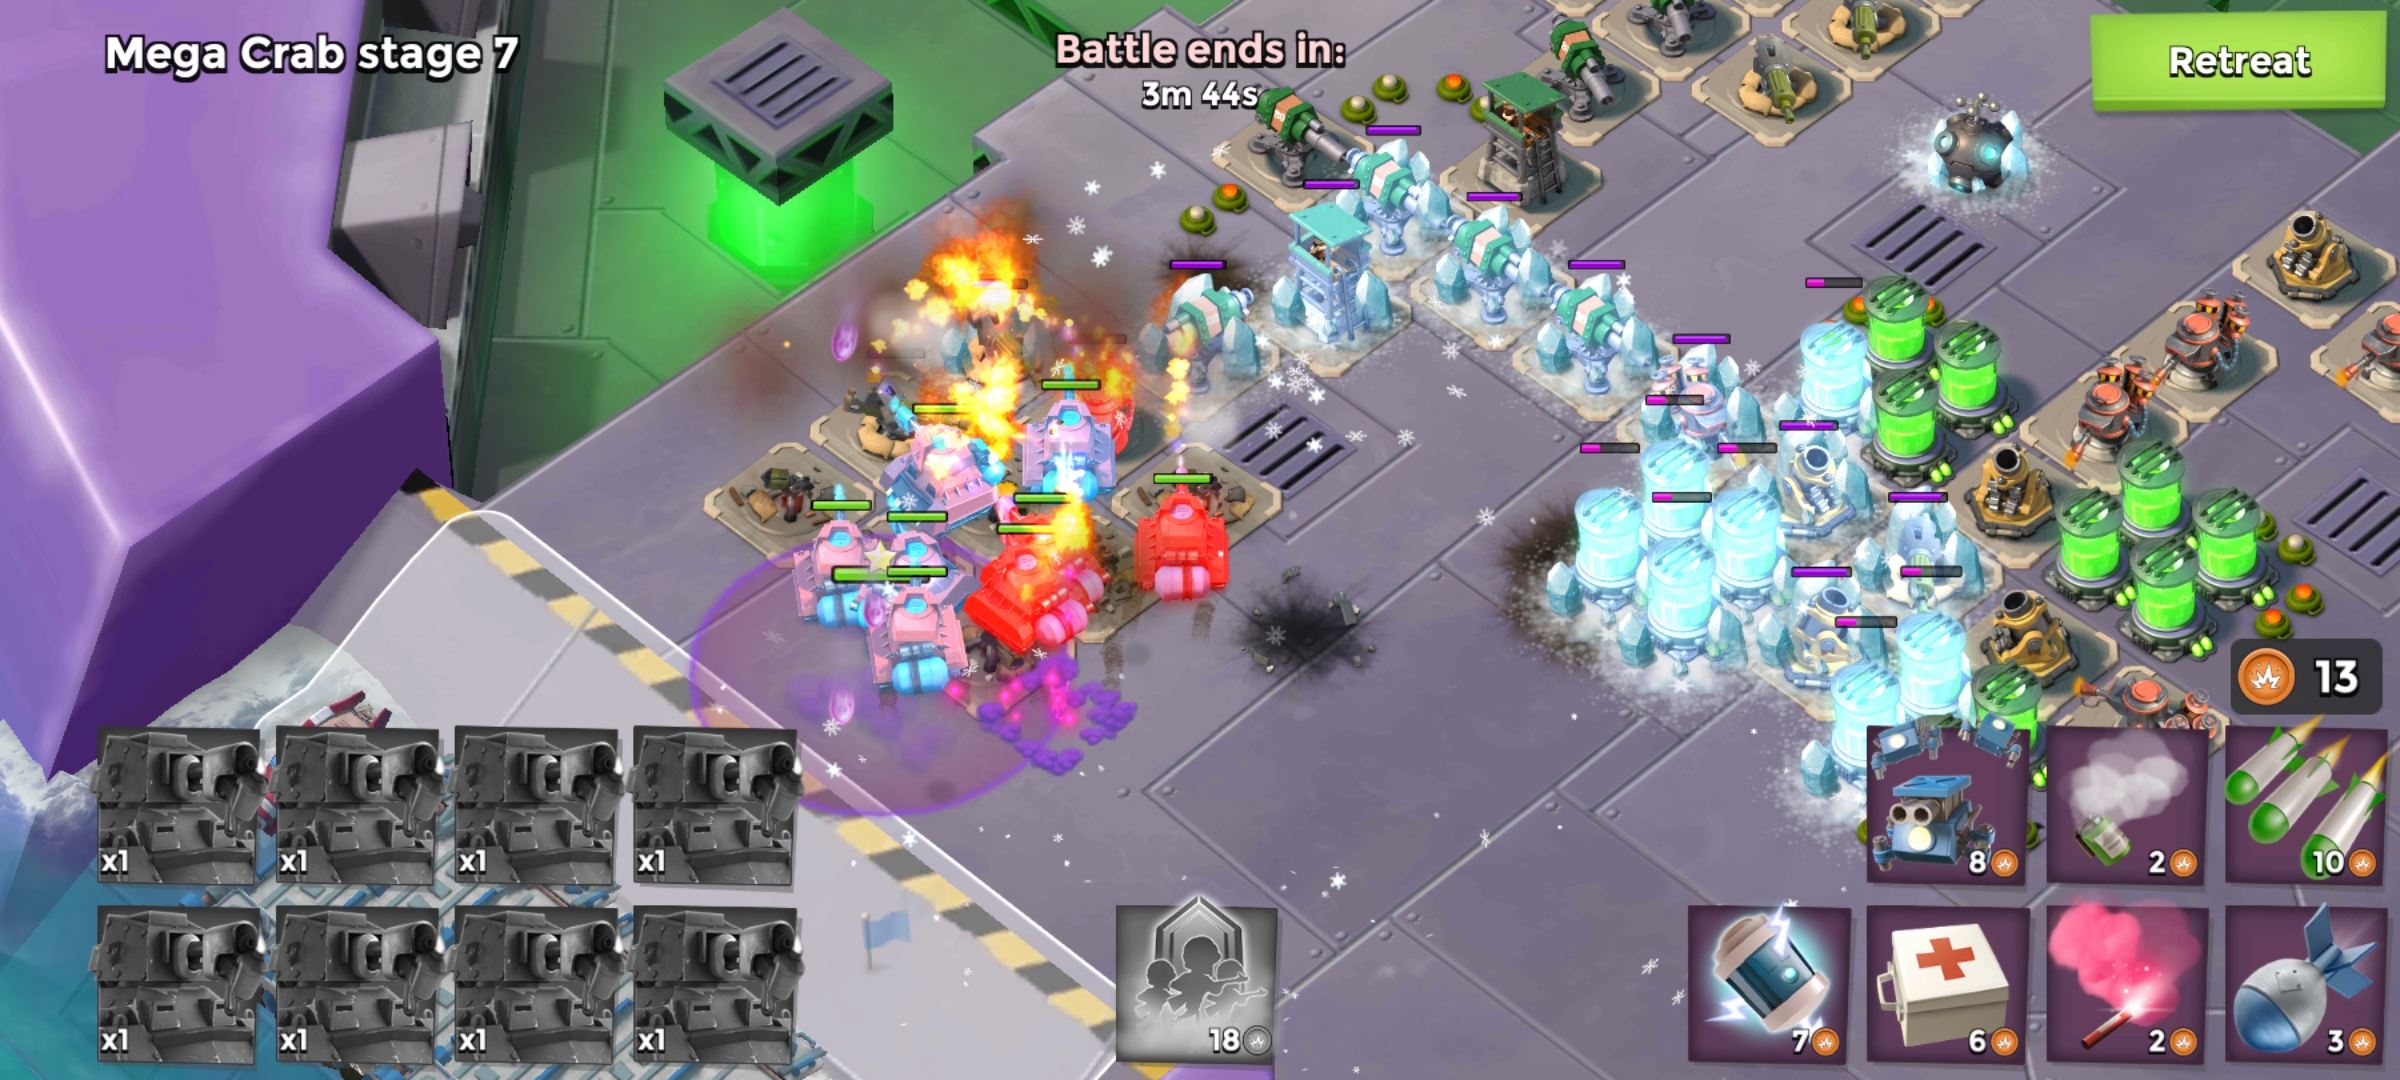 Mega Crab stage 7
Battle ends in:
3m 44s
Retreat
13
x1
x1
x1
x1
8
2
10
x1
x1
x1
x1
18
7
6
2
3